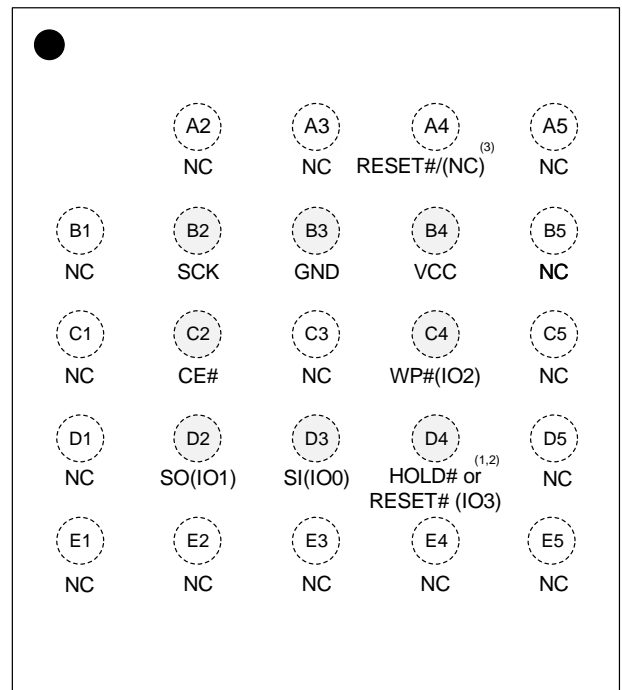 A2 A3 A4 A5
(3)
NC NC RESET#/(NC) NC
B1 B2 B3 B4 B5
NC SCK GND VCC NC
C1 C2 C3 C4 C5
NC CE# NC WP#(IO2) NC
D1 D2 D3 D4 D5
(1,2)
NC SO(IO1) SI(IO0) HOLD# or NC
RESET# (IO3)
E1 E2 E3 E4 E5
NC NC NC NC NC